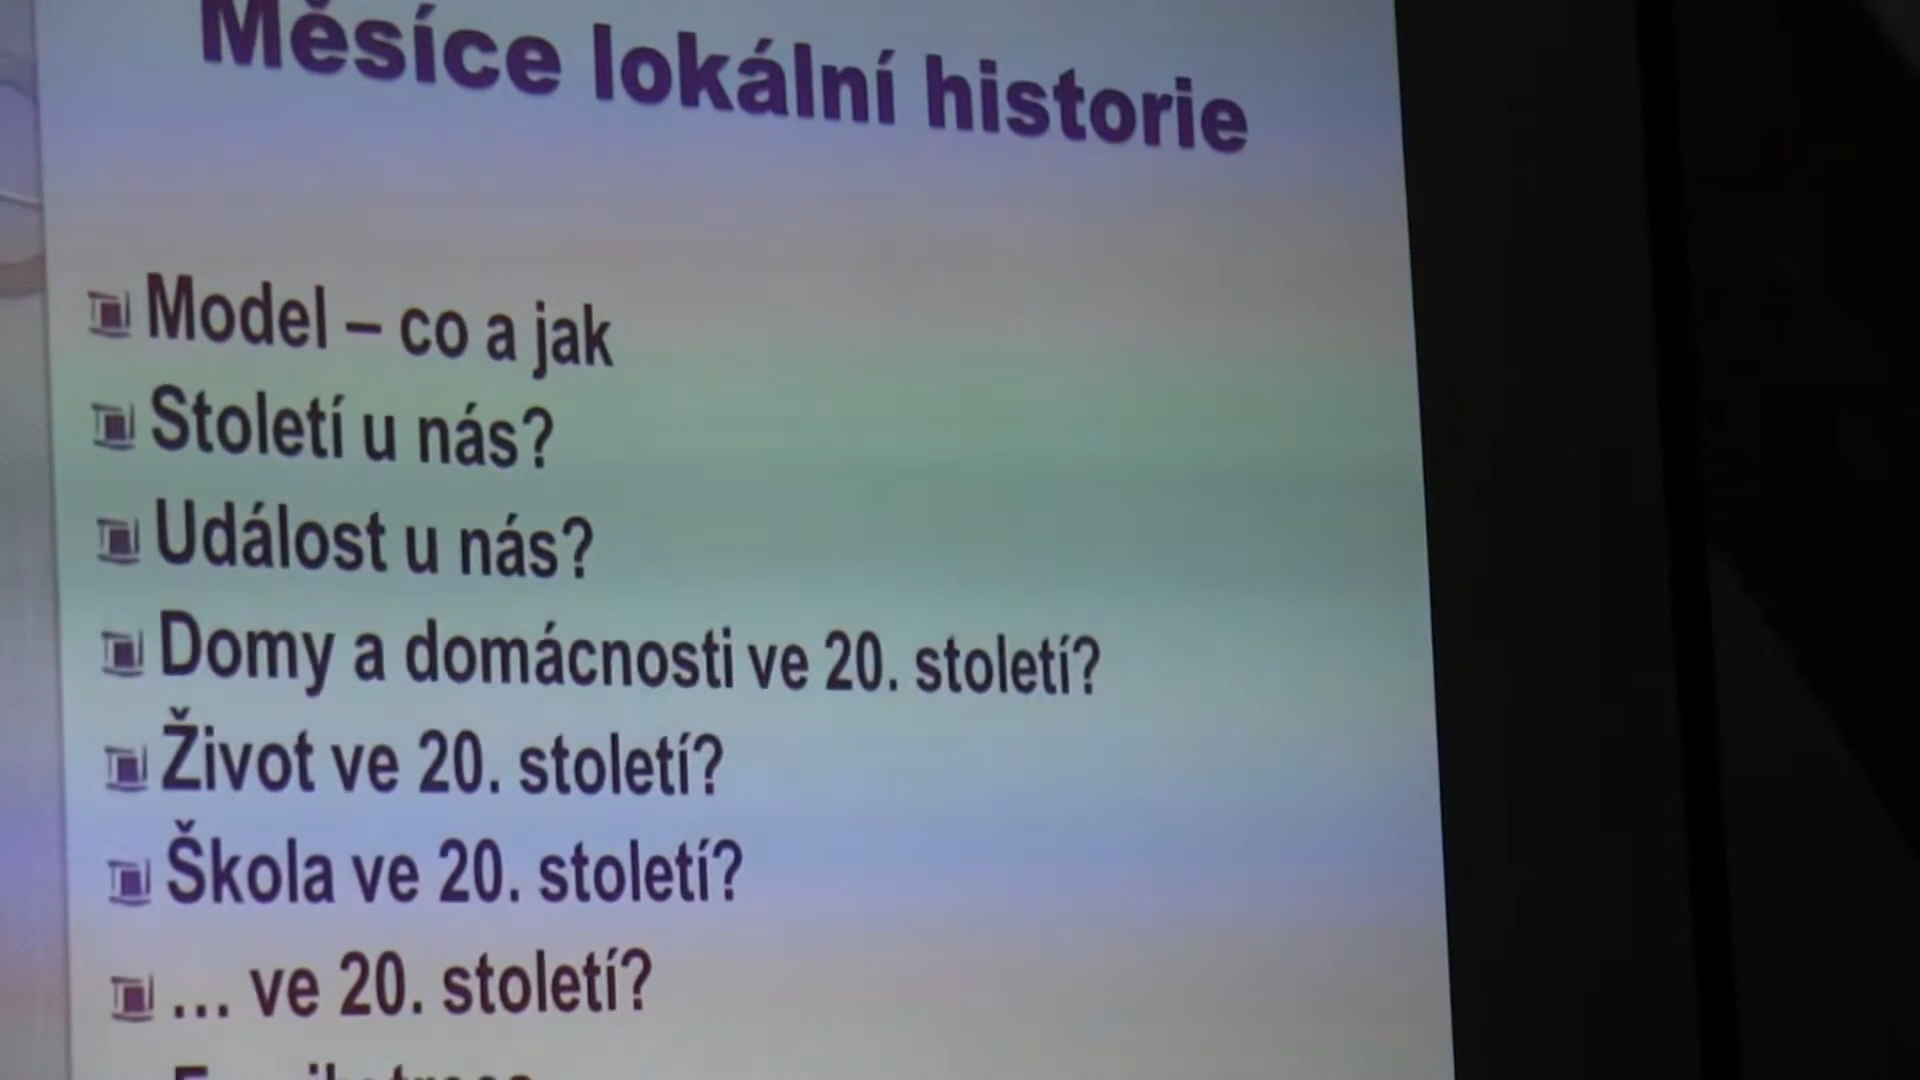 Měsíce lokální historie
Model – co a jak
Století u nás?
Událost u nás?
Domy a domácnosti ve 20. století?
Život ve 20. století?
Škola ve 20. století?
... ve 20. století?